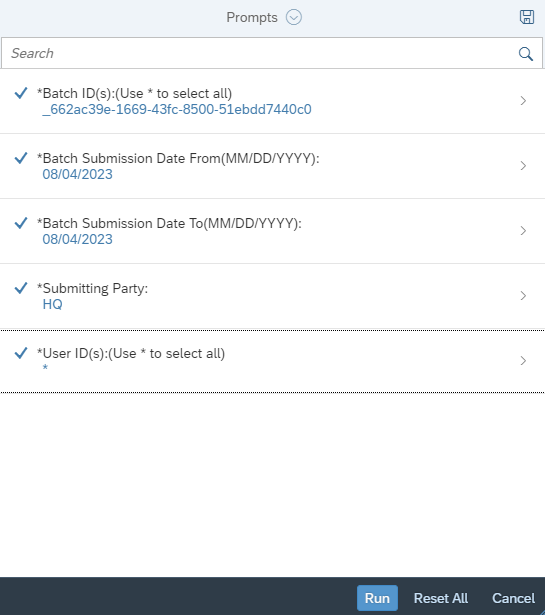 Prompts
Search
*Batch ID(s):(Use * to select all)
_662ac39e-1669-43fc-8500-51ebdd7440c0
*Batch Submission Date From(MM/DD/YYYY):
08/04/2023
*Batch Submission Date To(MM/DD/YYYY):
08/04/2023
*Submitting Party:
HQ
*User ID(s):(Use * to select all)
*
Run Reset All Cancel